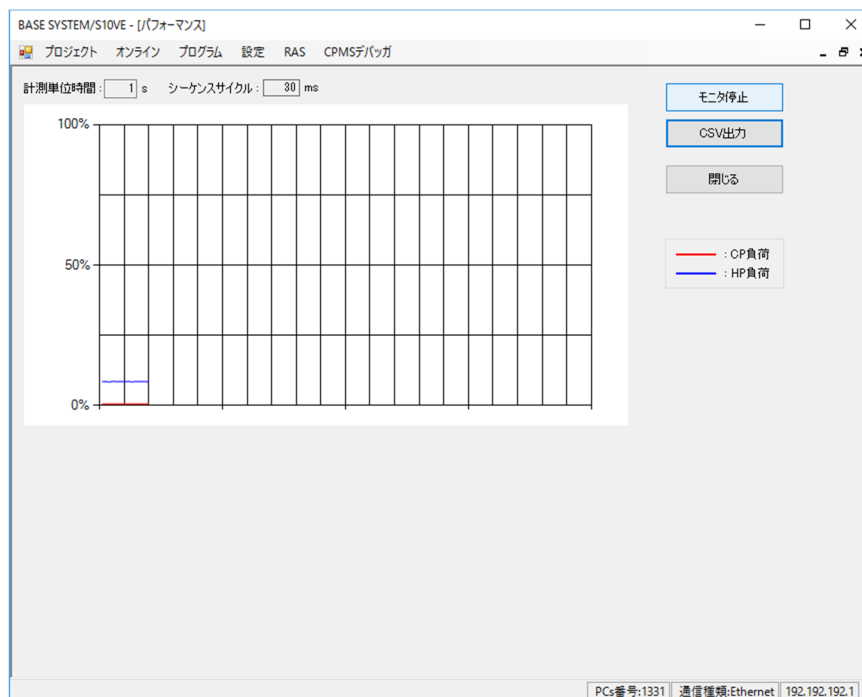 BASE SYSTEM/S10VE - [パフォーマンス]
プロジェクト オンライン プログラム 設定 RAS CPMSデバッガ
計測単位時間： 1 s シーケンスサイクル： 30 ms
モニタ停止
CSV出力
閉じる
100%
50%
0%
：CP負荷
：HP負荷
PCs番号:1331 通信種類:Ethernet 192.192.192.1